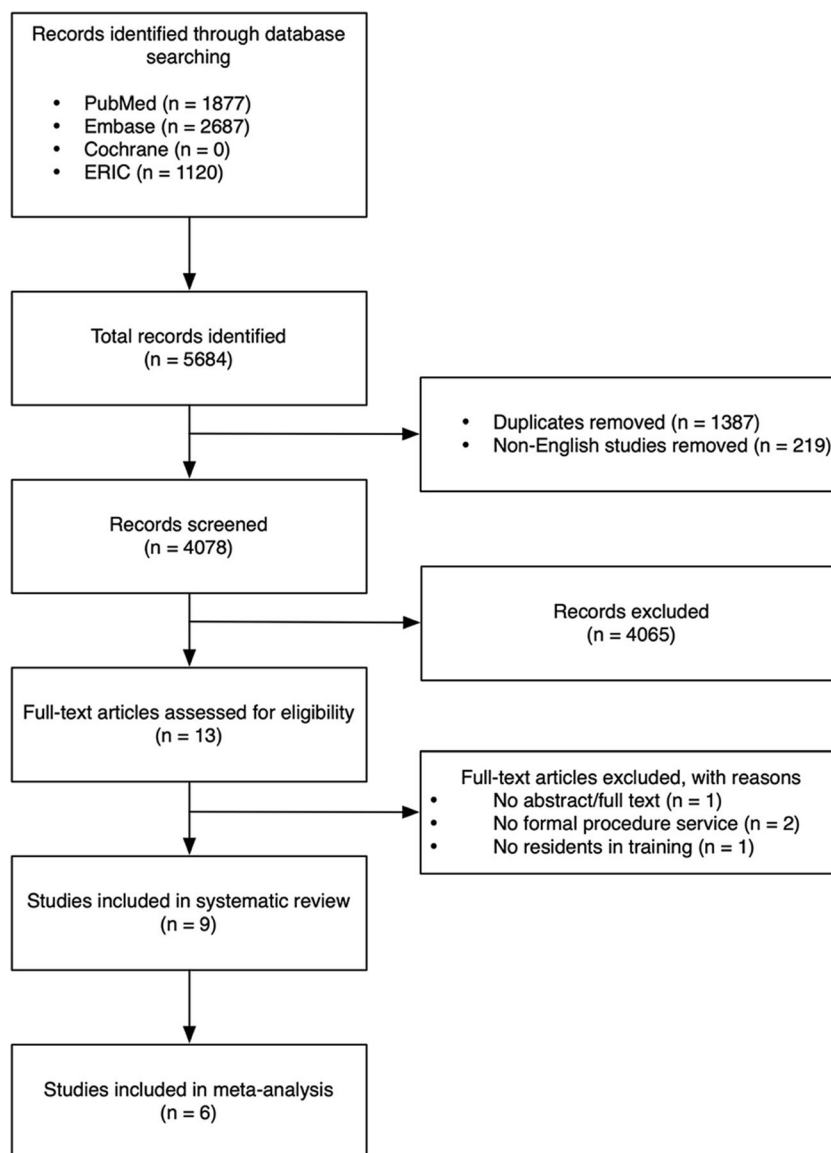 Records identified through database
searching
• PubMed (n = 1877)
• Embase (n = 2687)
• Cochrane (n = 0)
• ERIC (n = 1120)
Total records identified
(n = 5684)
• Duplicates removed (n = 1387)
• Non-English studies removed (n = 219)
Records screened
(n = 4078)
Records excluded
(n = 4065)
Full-text articles assessed for eligibility
(n = 13)
Full-text articles excluded, with reasons
• No abstract/full text (n = 1)
• No formal procedure service (n = 2)
• No residents in training (n = 1)
Studies included in systematic review
(n = 9)
Studies included in meta-analysis
(n = 6)